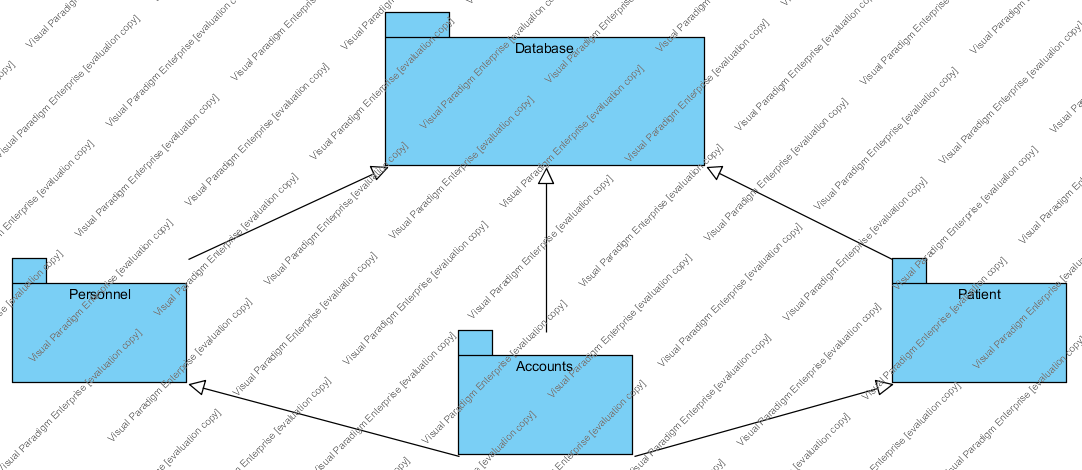 Database
Personnel
Patient
Accounts
Visual Paradigm Enterprise [evaluation copy]